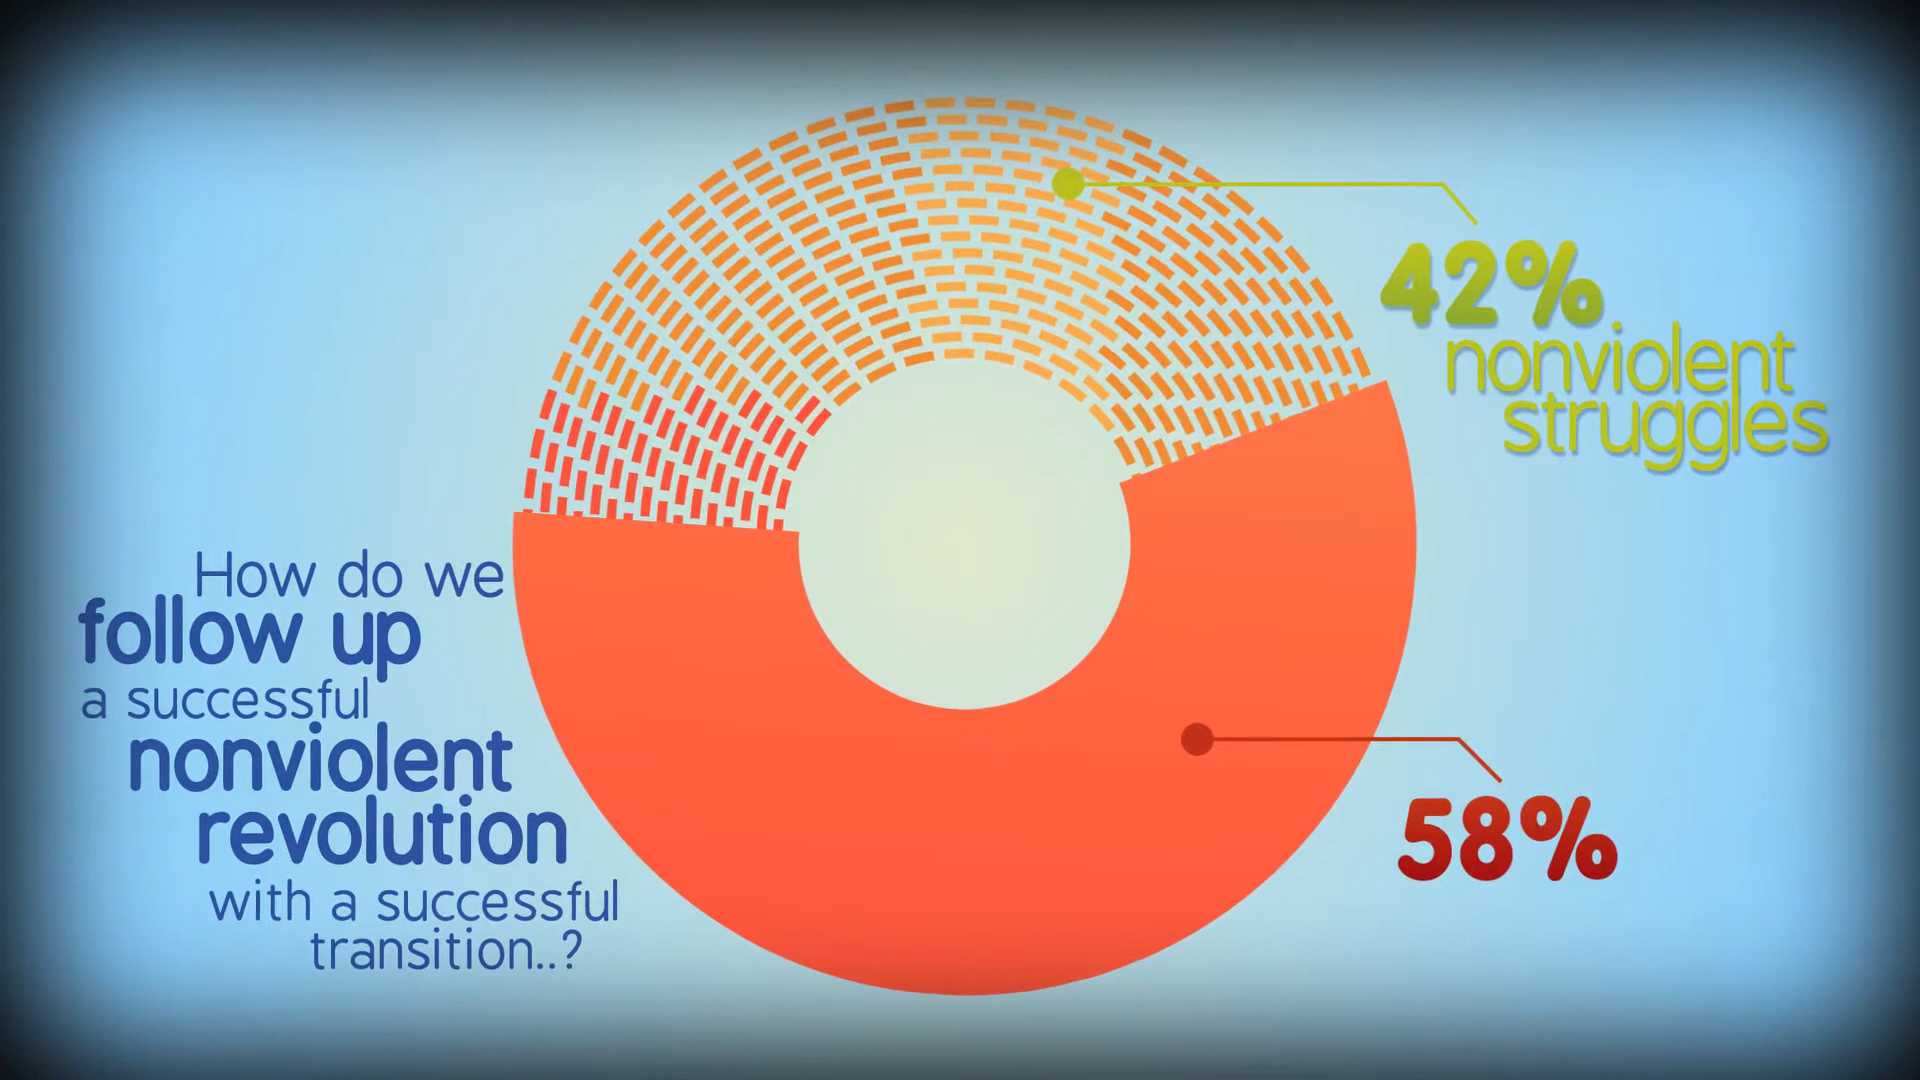 42%
nonviolent
struggles
How do we
follow up
a successful
nonviolent
revolution
with a successful
transition..?
58%